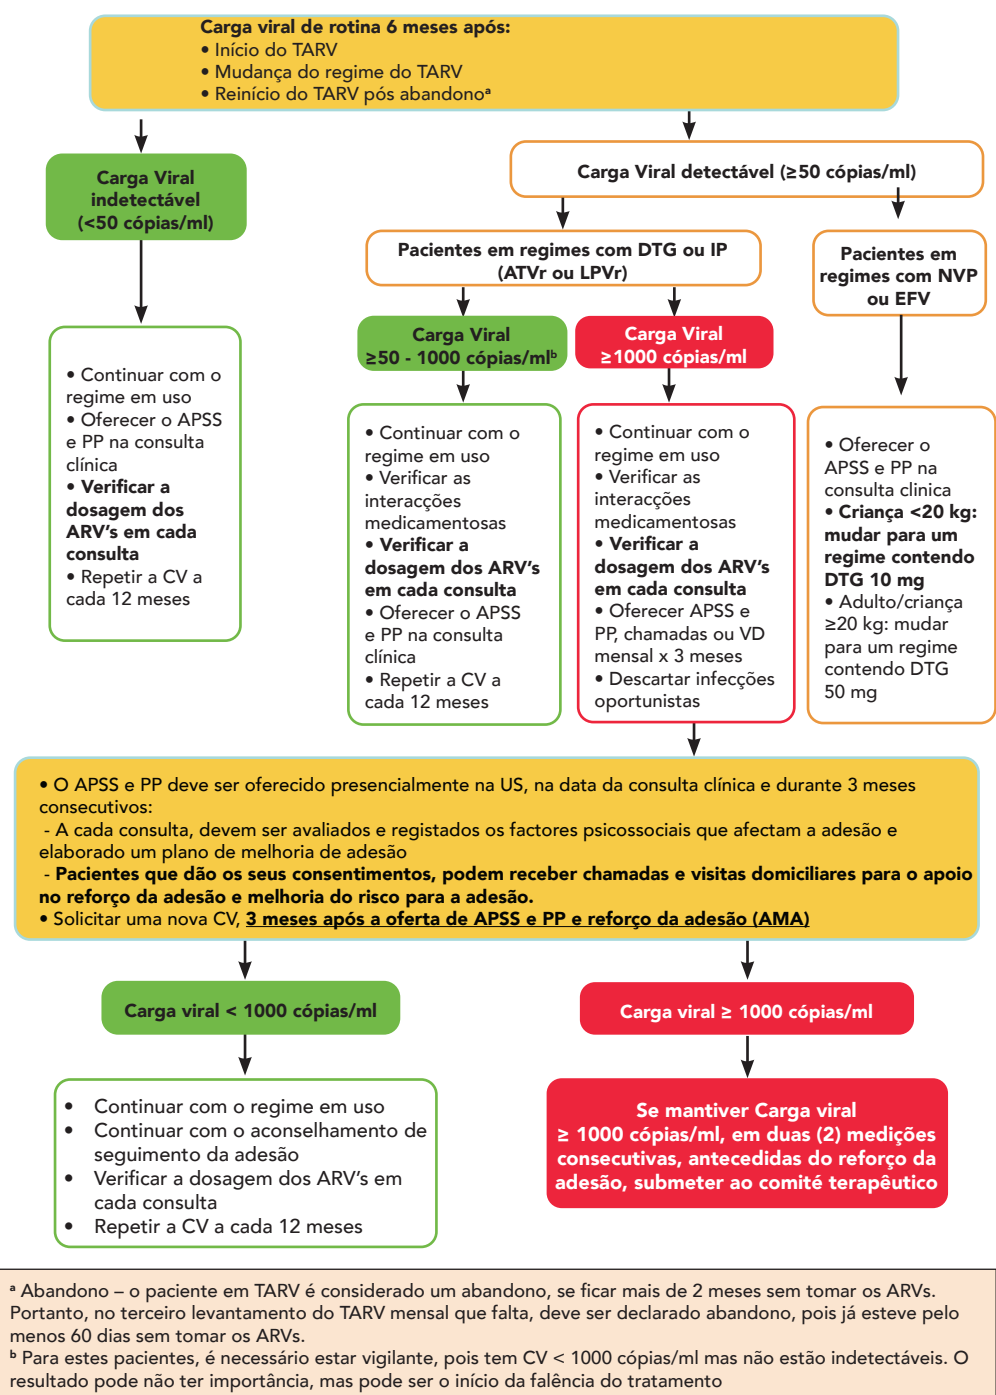 Carga viral de rotina 6 meses após:
• Início do TARV
• Mudança do regime do TARV
• Reinício do TARV pós abandonoᵃ
Carga Viral
indetectável
(<50 cópias/ml)
Carga Viral detectável (≥50 cópias/ml)
Pacientes em regimes com DTG ou IP
(ATVr ou LPVr)
Pacientes em
regimes com NVP
ou EFV
Carga Viral
≥50 - 1000 cópias/mlᵇ
Carga Viral
≥1000 cópias/ml
• Continuar com o
regime em uso
• Oferecer o APSS
e PP na consulta
clínica
• Verificar a
dosagem dos
ARV's em cada
consulta
• Repetir a CV a
cada 12 meses
• Continuar com o
regime em uso
• Verificar as
interacções
medicamentosas
• Verificar a
dosagem dos ARV's
em cada consulta
• Oferecer o APSS
e PP na consulta
clínica
• Repetir a CV a
cada 12 meses
• Continuar com o
regime em uso
• Verificar as
interacções
medicamentosas
• Verificar a
dosagem dos ARV's
em cada consulta
• Oferecer APSS e
PP, chamadas ou VD
mensal x 3 meses
• Descartar infecções
oportunistas
• Oferecer o
APSS e PP na
consulta clinica
• Criança <20 kg:
mudar para um
regime contendo
DTG 10 mg
• Adulto/criança
≥20 kg: mudar
para um regime
contendo DTG
50 mg
• O APSS e PP deve ser oferecido presencialmente na US, na data da consulta clínica e durante 3 meses
consecutivos:
- A cada consulta, devem ser avaliados e registados os factores psicossociais que afectam a adesão e
elaborado um plano de melhoria de adesão
- Pacientes que dão os seus consentimentos, podem receber chamadas e visitas domiciliares para o apoio
no reforço da adesão e melhoria do risco para a adesão.
• Solicitar uma nova CV, 3 meses após a oferta de APSS e PP e reforço da adesão (AMA)
Carga viral < 1000 cópias/ml
Carga viral ≥ 1000 cópias/ml
• Continuar com o regime em uso
• Continuar com o aconselhamento de
seguimento da adesão
• Verificar a dosagem dos ARV's em
cada consulta
• Repetir a CV a cada 12 meses
Se mantiver Carga viral
≥ 1000 cópias/ml, em duas (2) medições
consecutivas, antecedidas do reforço da
adesão, submeter ao comité terapêutico
ᵃ Abandono – o paciente em TARV é considerado um abandono, se ficar mais de 2 meses sem tomar os ARVs.
Portanto, no terceiro levantamento do TARV mensal que falta, deve ser declarado abandono, pois já esteve pelo
menos 60 dias sem tomar os ARVs.
ᵇ Para estes pacientes, é necessário estar vigilante, pois tem CV < 1000 cópias/ml mas não estão indetectáveis. O
resultado pode não ter importância, mas pode ser o início da falência do tratamento